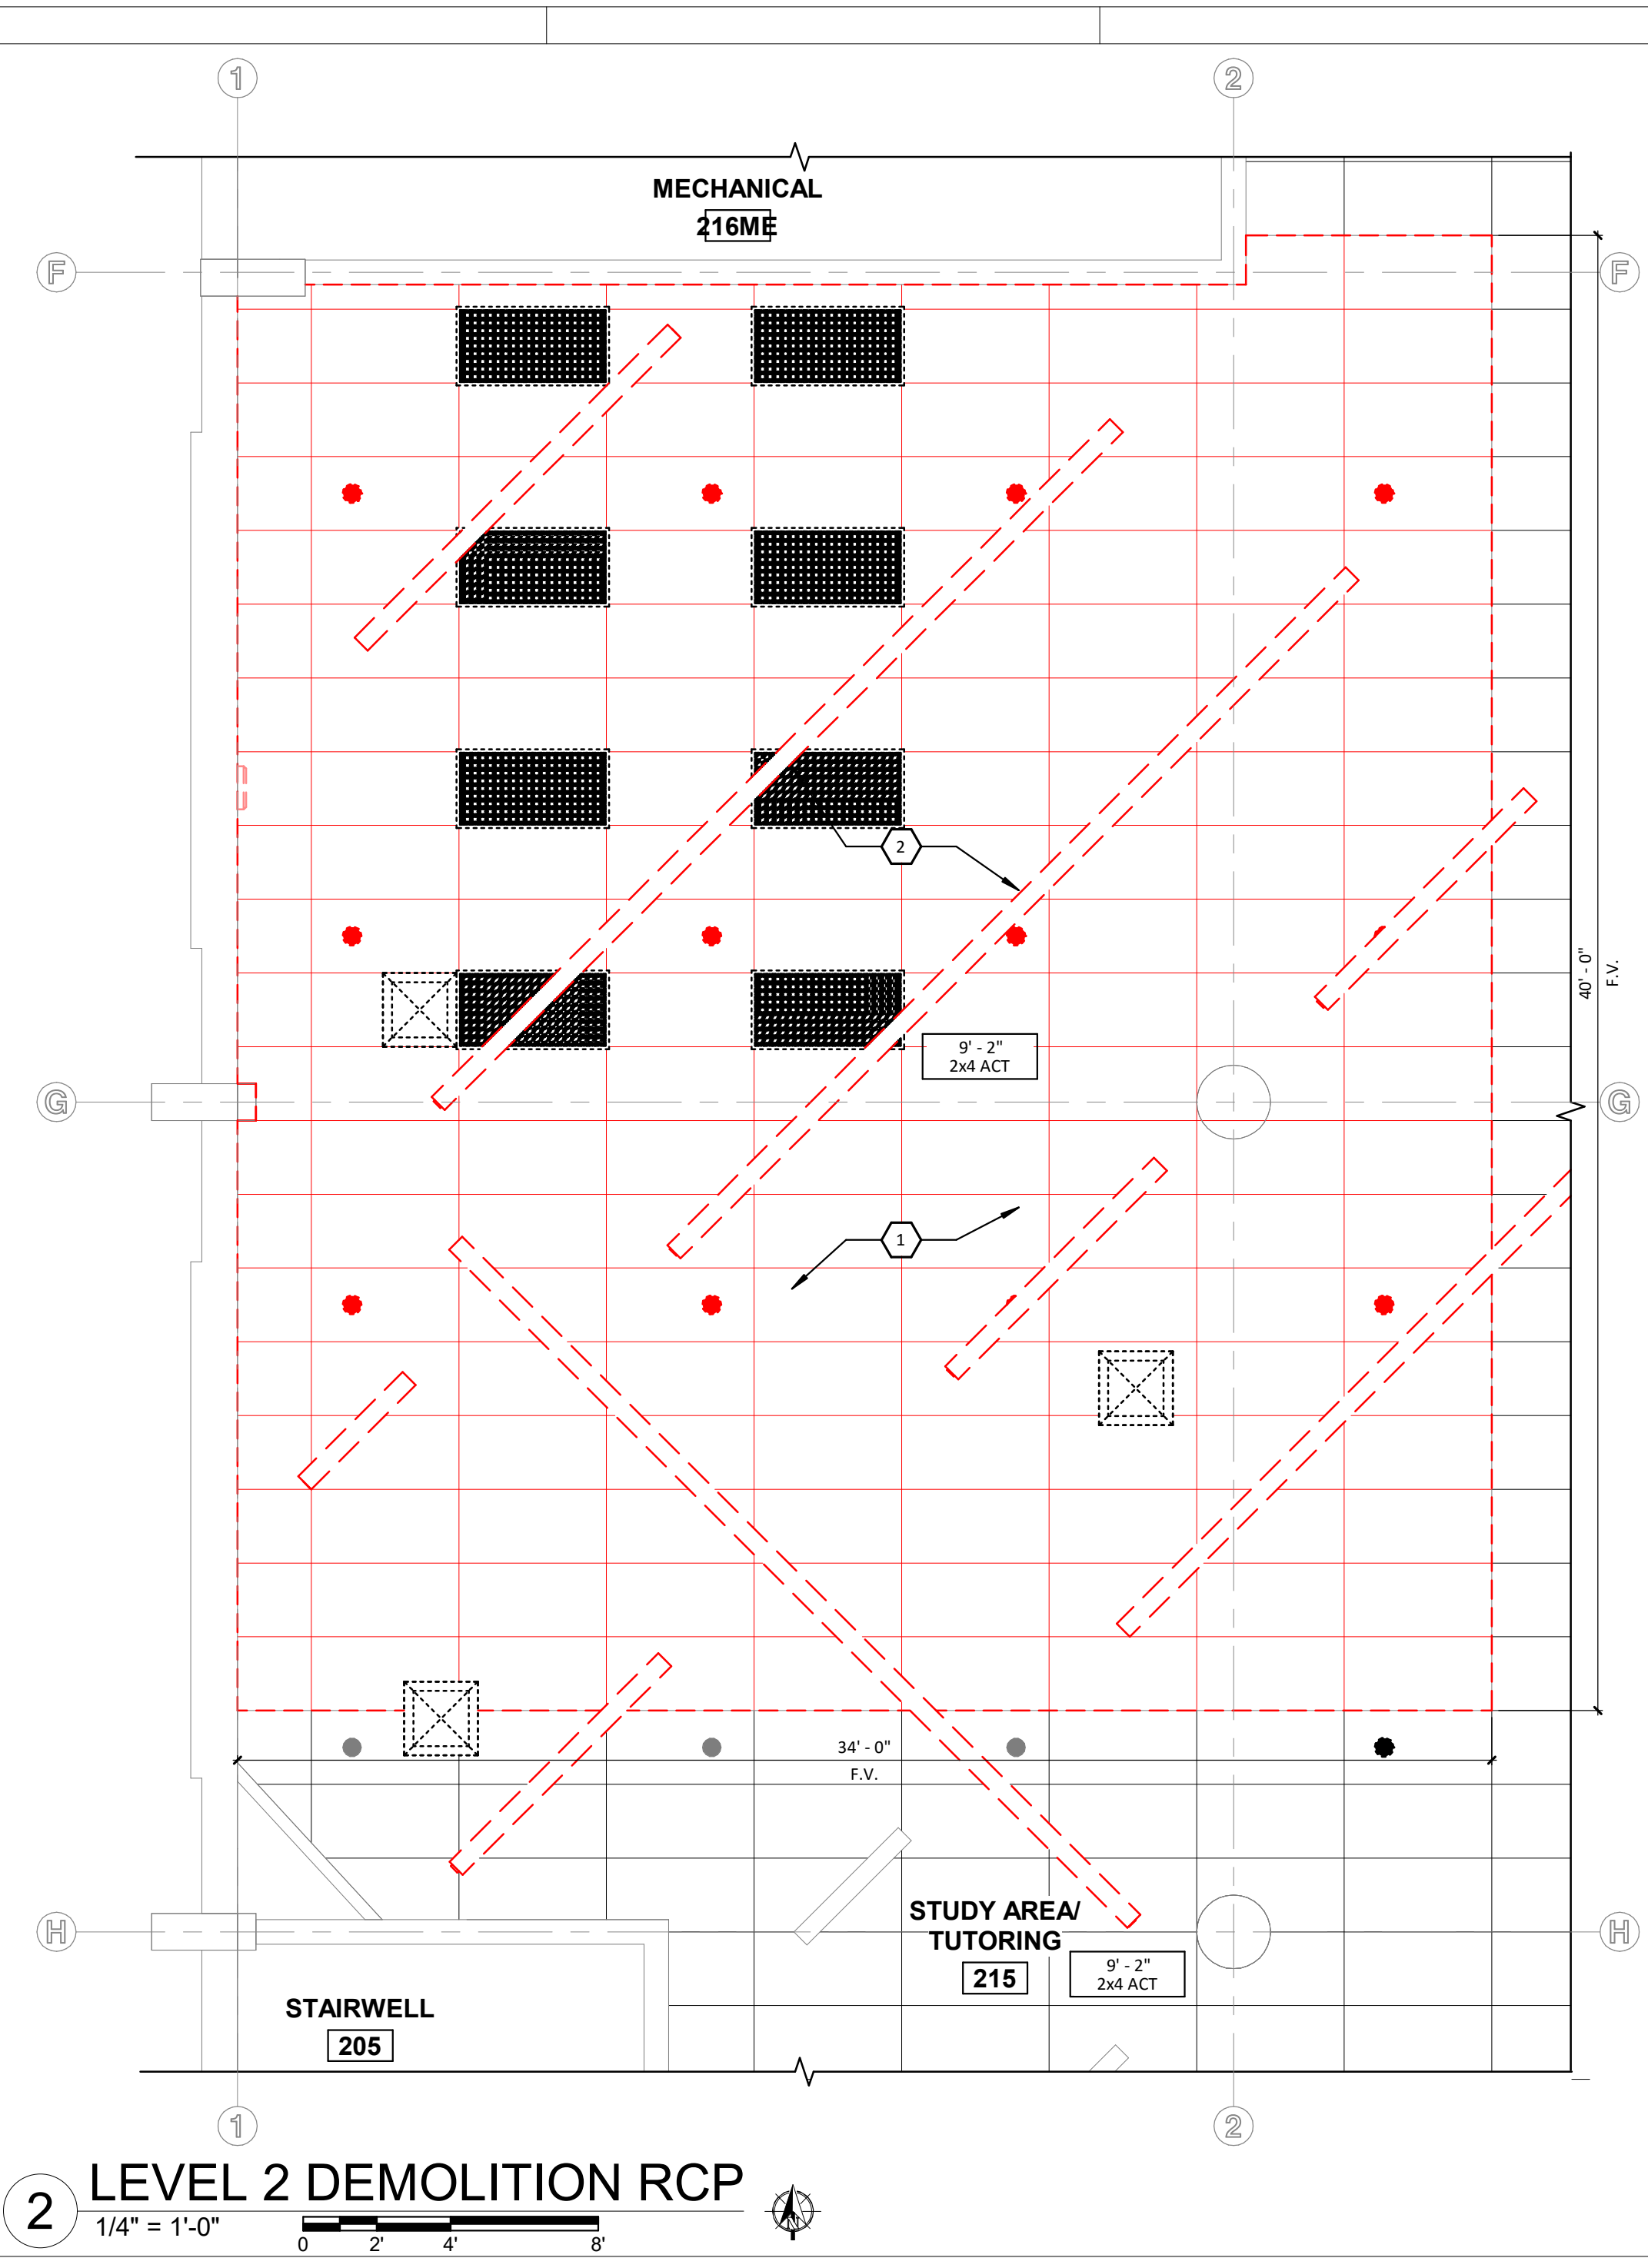 1
2
MECHANICAL
216ME
F
F
2
40' - 0"
F.V.
9' - 2"
2x4 ACT
G
G
1
34' - 0"
F.V.
STUDY AREA/
TUTORING
215
9' - 2"
2x4 ACT
H
H
STAIRWELL
205
1
2
2
LEVEL 2 DEMOLITION RCP
1/4" = 1'-0"
0 2' 4' 8'
N